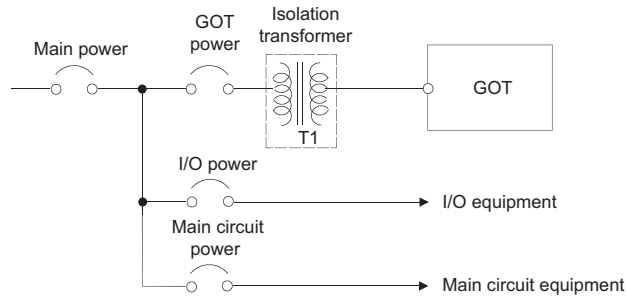 Main power
GOT
power
Isolation
transformer
T1
GOT
I/O power
I/O equipment
Main circuit
power
Main circuit equipment